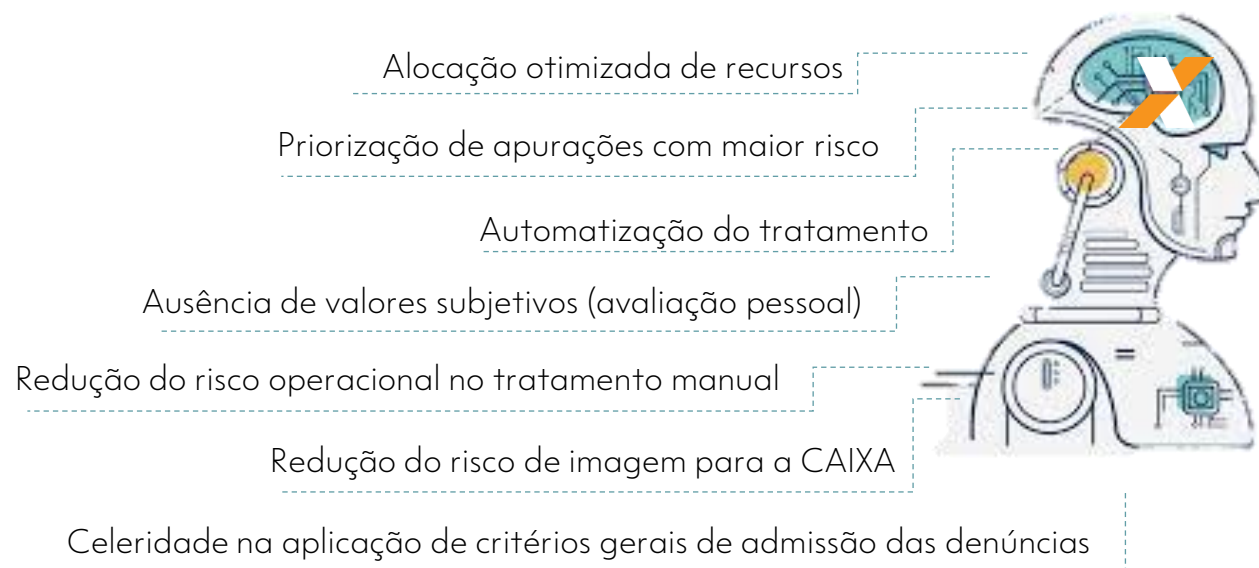 Alocação otimizada de recursos
Priorização de apurações com maior risco
Automatização do tratamento
Ausência de valores subjetivos (avaliação pessoal)
Redução do risco operacional no tratamento manual
Redução do risco de imagem para a CAIXA
Celeridade na aplicação de critérios gerais de admissão das denúncias